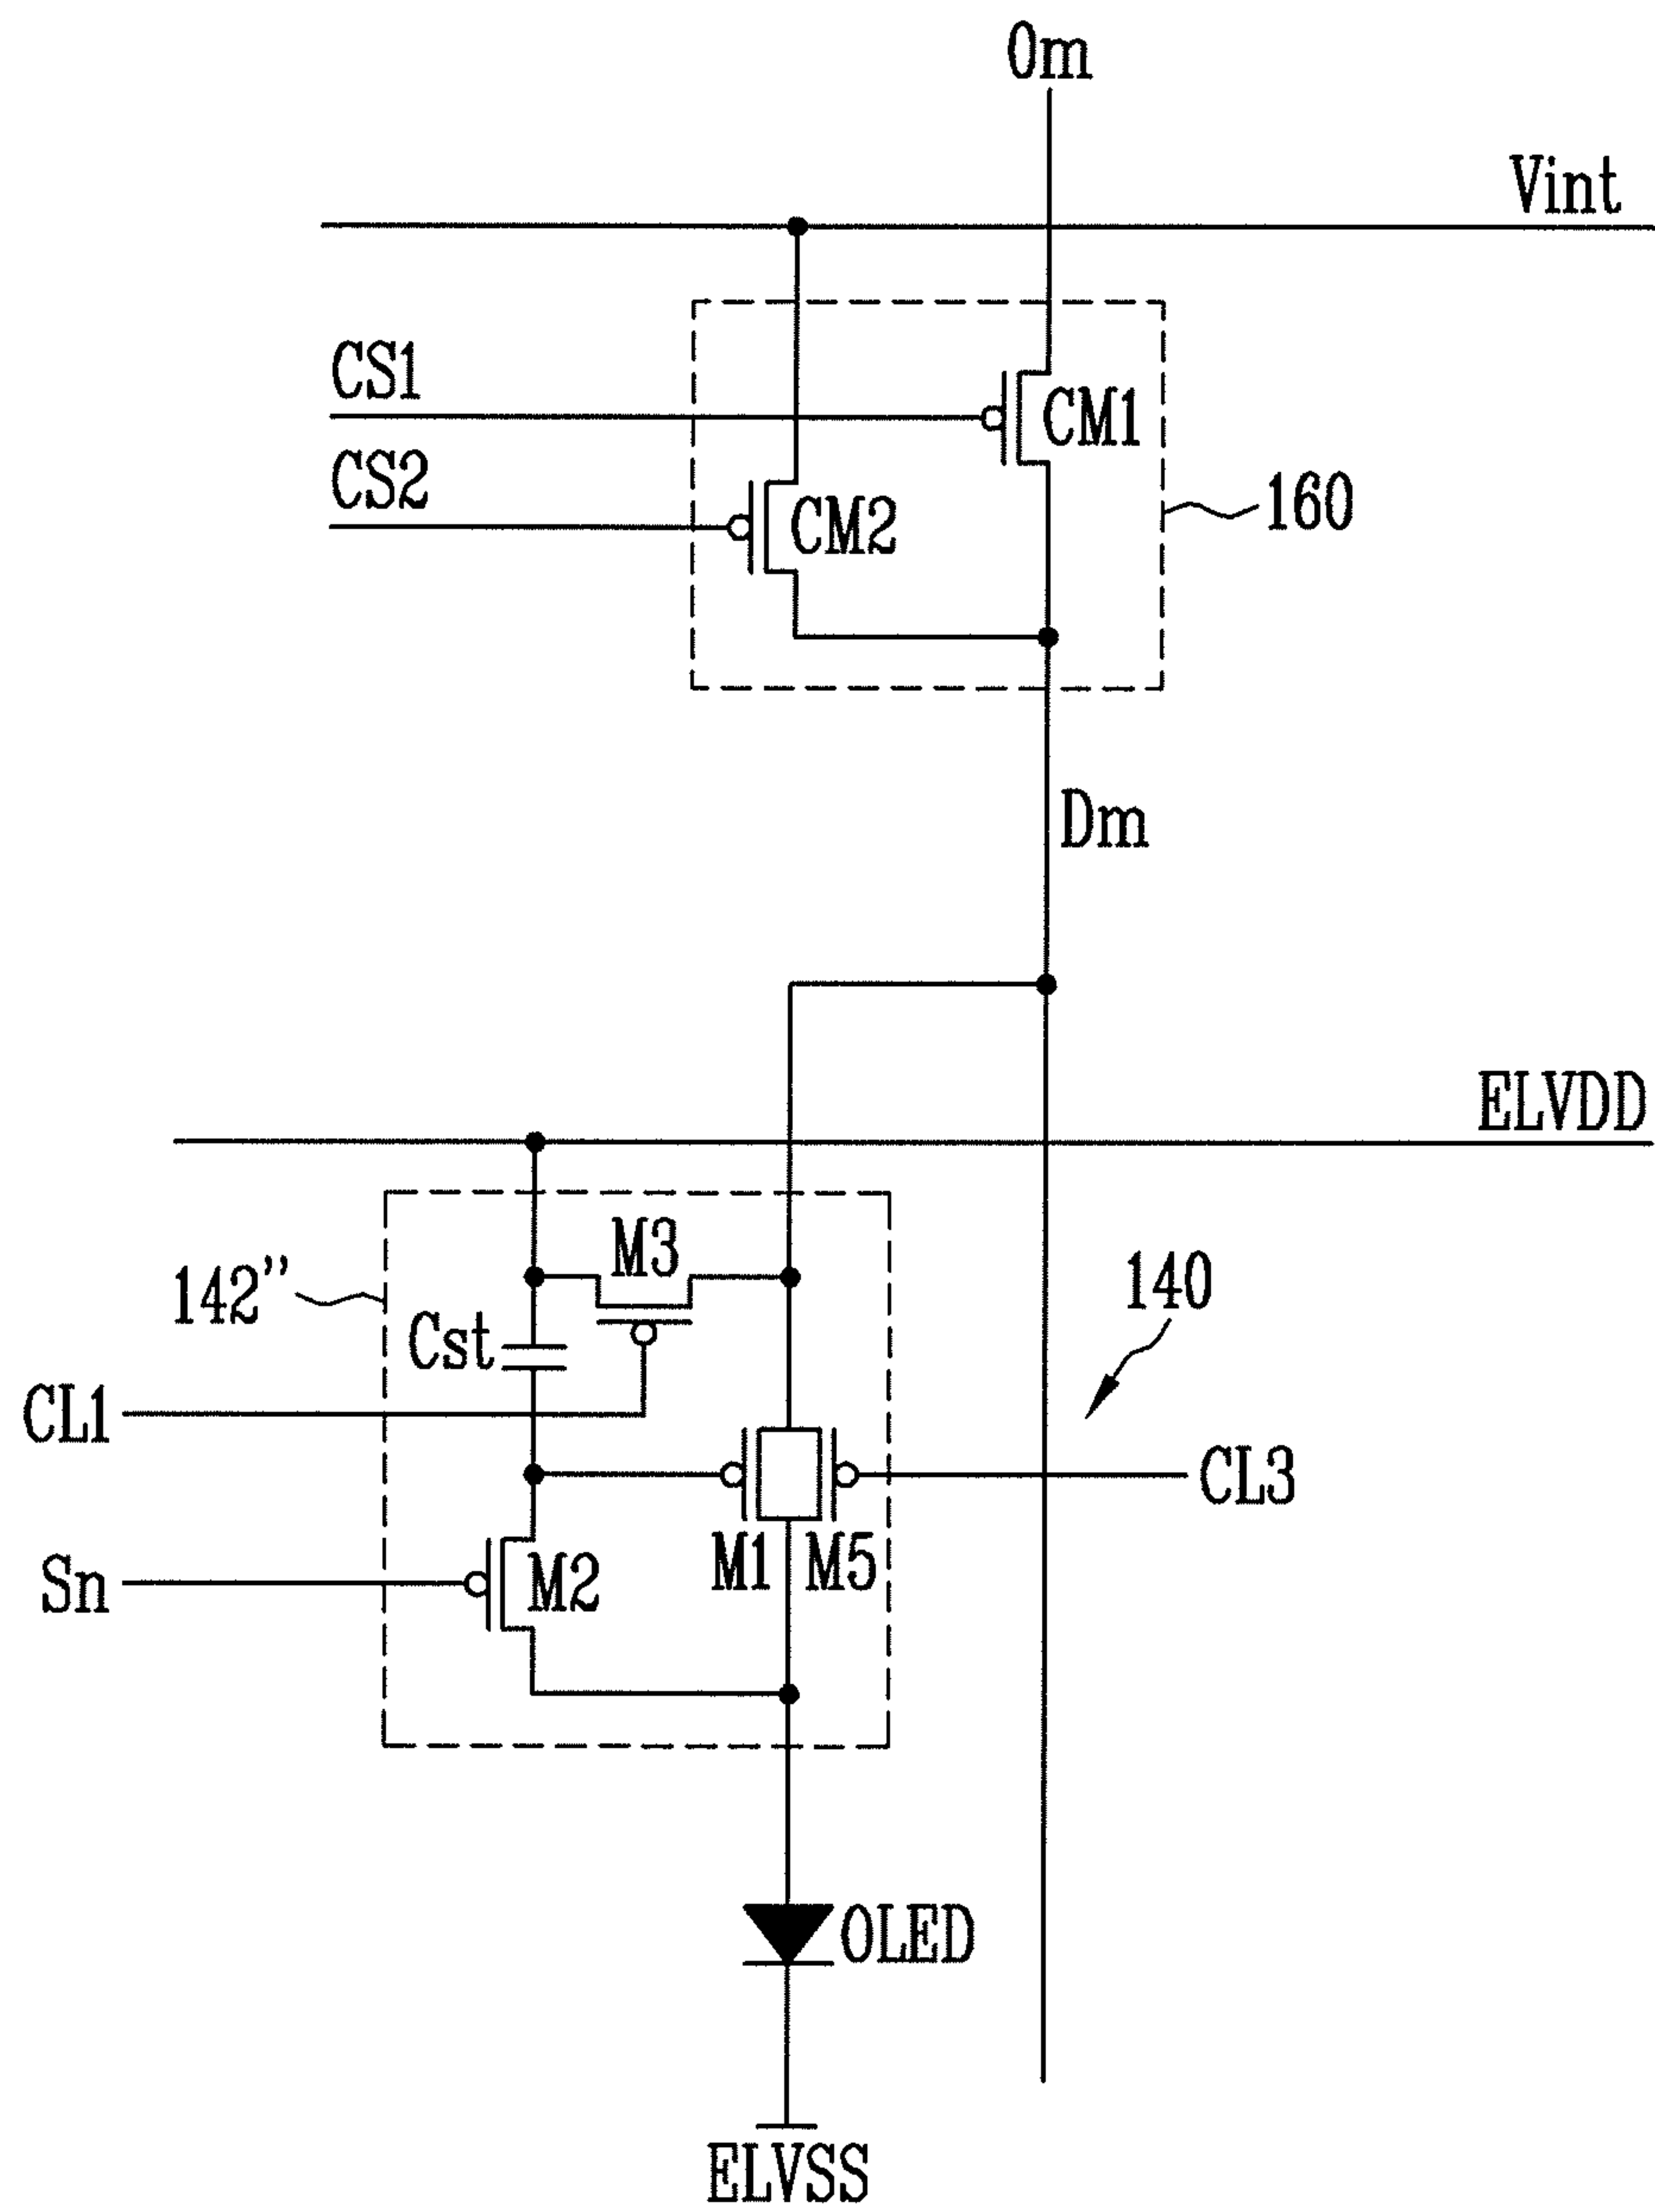 Om
Vint
CS1
CM1
CS2
CM2
160
Dm
ELVDD
M3
142”
140
Cst
CL1
CL3
M1 M5
M2
Sn
OLED
ELVSS